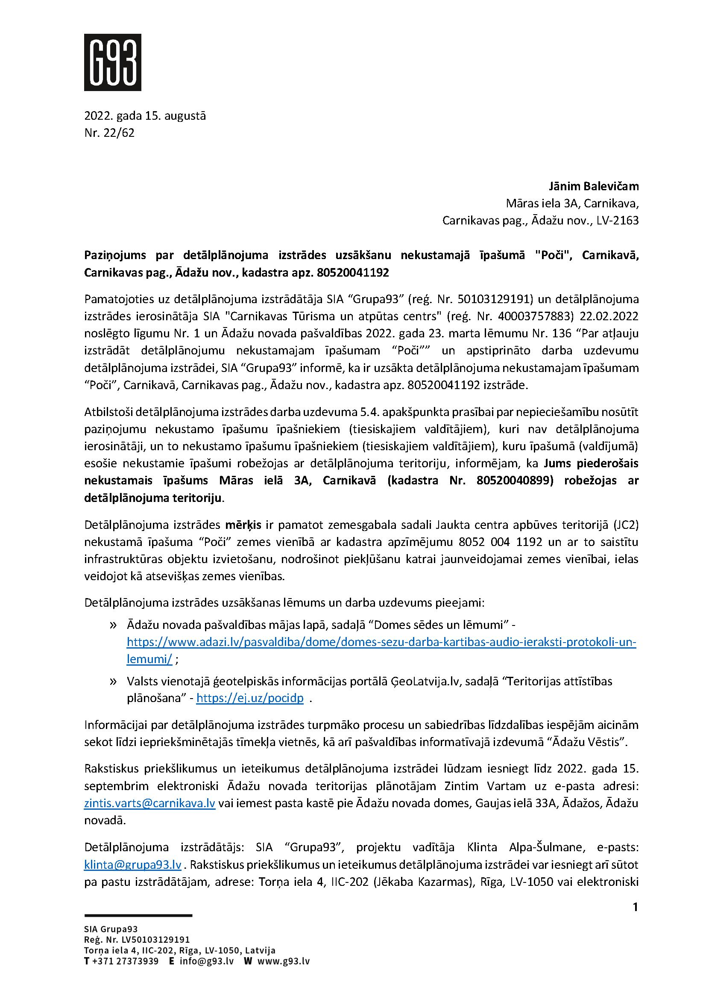 G93
2022. gada 15. augustā
Nr. 22/62
Jānim Balevičam
Māras iela 3A, Carnikava,
Carnikavas pag., Ādažu nov., LV-2163
Paziņojums par detālplānojuma izstrādes uzsākšanu nekustamajā īpašumā "Poči", Carnikavā,
Carnikavas pag., Ādažu nov., kadastra apz. 80520041192
Pamatojoties uz detālplānojuma izstrādātāja SIA “Grupa93” (reģ. Nr. 50103129191) un detālplānojuma
izstrādes ierosinātāja SIA "Carnikavas Tūrisma un atpūtas centrs" (reģ. Nr. 40003757883) 22.02.2022
noslēgto līgumu Nr. 1 un Ādažu novada pašvaldības 2022. gada 23. marta lēmumu Nr. 136 “Par atļauju
izstrādāt detālplānojumu nekustamajam īpašumam “Poči”” un apstiprināto darba uzdevumu
detālplānojuma izstrādei, SIA “Grupa93” informē, ka ir uzsākta detālplānojuma nekustamajam īpašumam
“Poči”, Carnikavā, Carnikavas pag., Ādažu nov., kadastra apz. 80520041192 izstrāde.
Atbilstoši detālplānojuma izstrādes darba uzdevuma 5.4. apakšpunkta prasībai par nepieciešamību nosūtīt
paziņojumu nekustamo īpašumu īpašniekiem (tiesiskajiem valdītājiem), kuri nav detālplānojuma
ierosinātāji, un to nekustamo īpašumu īpašniekiem (tiesiskajiem valdītājiem), kuru īpašumā (valdījumā)
esošie nekustamie īpašumi robežojas ar detālplānojuma teritoriju, informējam, ka Jums piederošais
nekustamais īpašums Māras ielā 3A, Carnikavā (kadastra Nr. 80520040899) robežojas ar
detālplānojuma teritoriju.
Detālplānojuma izstrādes mērķis ir pamatot zemesgabala sadali Jaukta centra apbūves teritorijā (JC2)
nekustamā īpašuma “Poči” zemes vienībā ar kadastra apzīmējumu 8052 004 1192 un ar to saistītu
infrastruktūras objektu izvietošanu, nodrošinot piekļūšanu katrai jaunveidojamai zemes vienībai, ielas
veidojot kā atsevišķas zemes vienības.
Detālplānojuma izstrādes uzsākšanas lēmums un darba uzdevums pieejami:
» Ādažu novada pašvaldības mājas lapā, sadaļā “Domes sēdes un lēmumi” -
https://www.adazi.lv/pasvaldiba/dome/domes-sezu-darba-kartibas-audio-ieraksti-protokoli-un-
lemumi/ ;
» Valsts vienotajā ģeotelpiskās informācijas portālā ĢeoLatvija.lv, sadaļā “Teritorijas attīstības
plānošana” - https://ej.uz/pocidp .
Informācijai par detālplānojuma izstrādes turpmāko procesu un sabiedrības līdzdalības iespējām aicinām
sekot līdzi iepriekšminētajās tīmekļa vietnēs, kā arī pašvaldības informatīvajā izdevumā “Ādažu Vēstis”.
Rakstiskus priekšlikumus un ieteikumus detālplānojuma izstrādei lūdzam iesniegt līdz 2022. gada 15.
septembrim elektroniski Ādažu novada teritorijas plānotājam Zintim Vartam uz e-pasta adresi:
zintis.varts@carnikava.lv vai iemest pasta kastē pie Ādažu novada domes, Gaujas ielā 33A, Ādažos, Ādažu
novadā.
Detālplānojuma izstrādātājs: SIA “Grupa93”, projektu vadītāja Klinta Alpa-Šulmane, e-pasts:
klinta@grupa93.lv . Rakstiskus priekšlikumus un ieteikumus detālplānojuma izstrādei var iesniegt arī sūtot
pa pastu izstrādātājam, adrese: Torņa iela 4, IIC-202 (Jēkaba Kazarmas), Rīga, LV-1050 vai elektroniski
1
SIA Grupa93
Reģ. Nr. LV50103129191
Torņa iela 4, IIC-202, Rīga, LV-1050, Latvija
T +371 27373939 E info@g93.lv W www.g93.lv